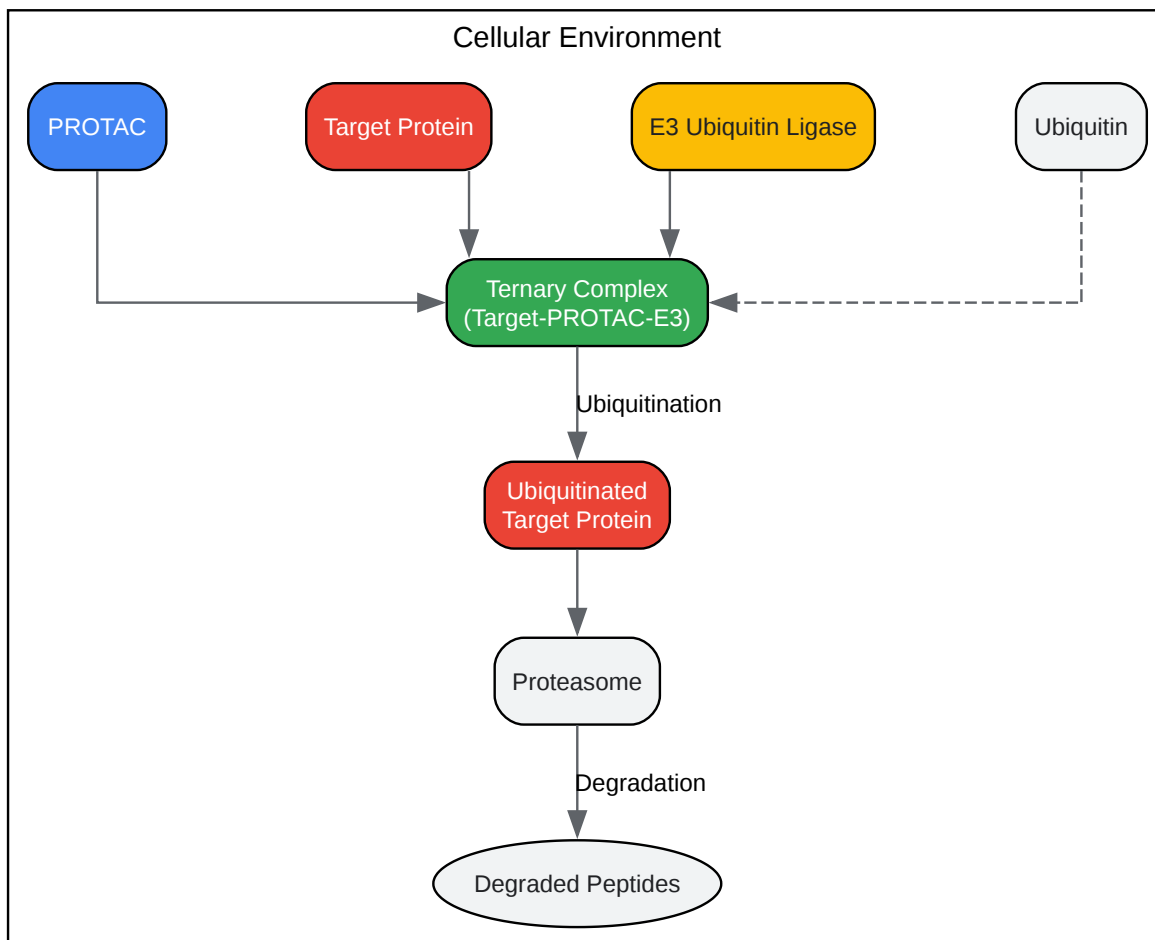 Cellular Environment
PROTAC
Target Protein
E3 Ubiquitin Ligase
Ubiquitin
Ternary Complex
(Target-PROTAC-E3)
Ubiquitination
Ubiquitinated
Target Protein
Proteasome
Degradation
Degraded Peptides